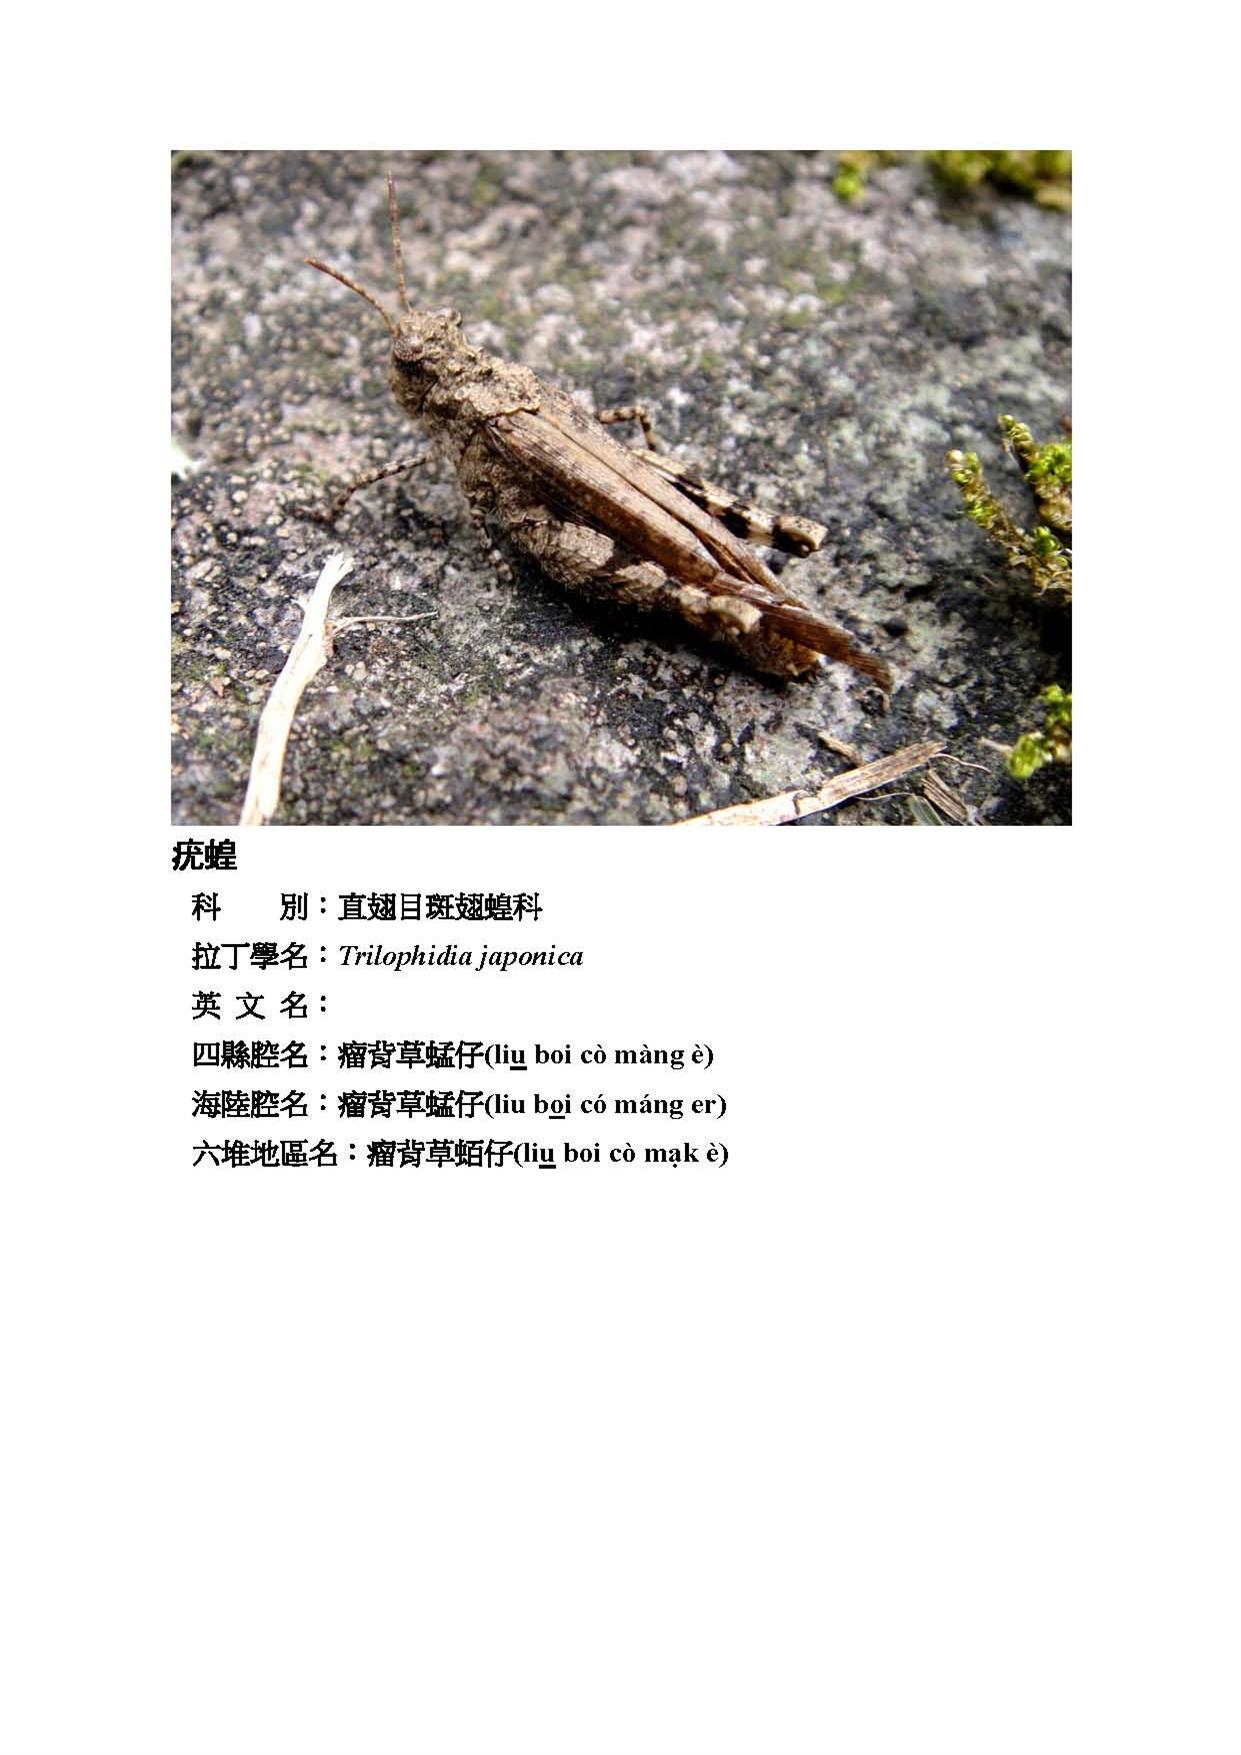 疣蝗
科　　別：直翅目斑翅蝗科
拉丁學名：Trilophidia japonica
英 文 名：
四縣腔名：瘤背草蜢仔(liu̲ boi cò màng è)
海陸腔名：瘤背草蜢仔(liu bo̲i có máng er)
六堆地區名：瘤背草蛨仔(liu̲ boi cò mạk è)